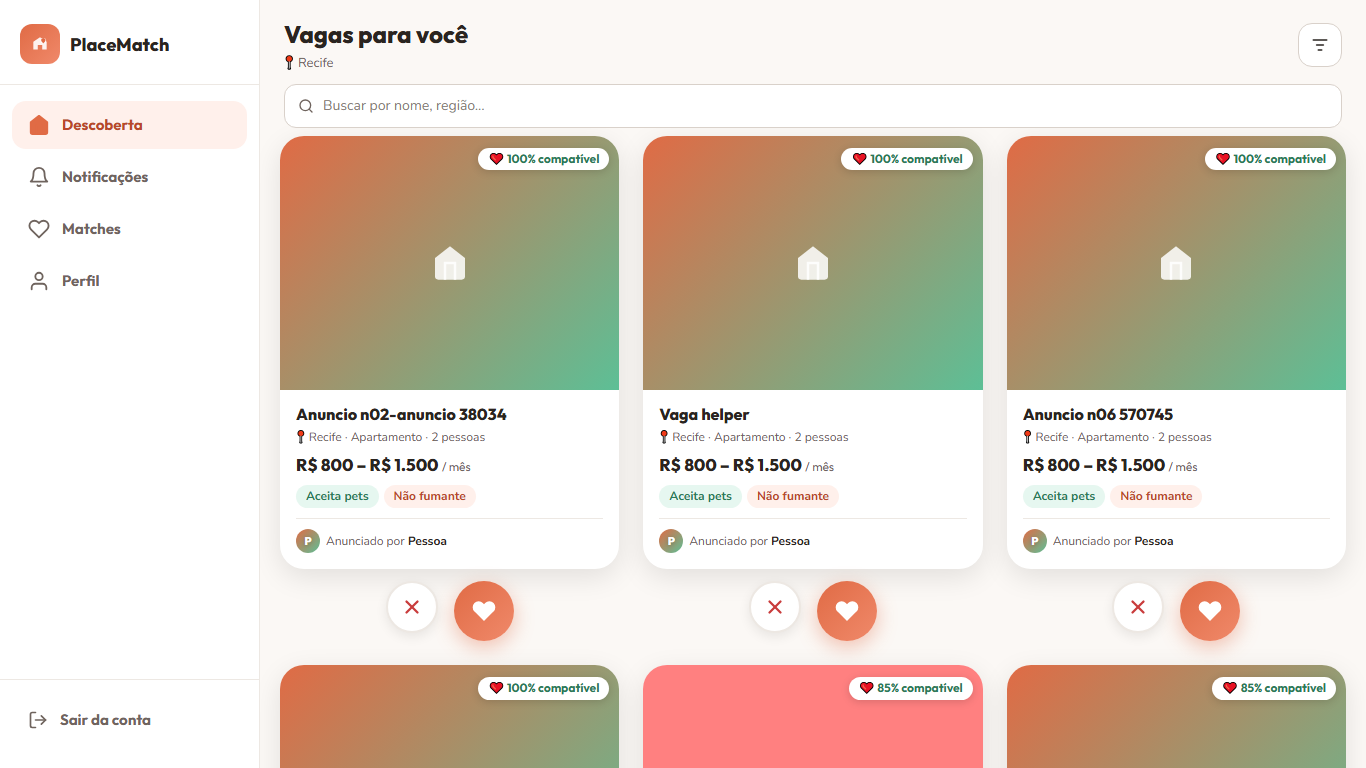 PlaceMatch
Descoberta
Notificações
Matches
Perfil
Sair da conta
Vagas para você
Recife
Buscar por nome, região...
100% compatível
Anuncio n02-anuncio 38034
Recife · Apartamento · 2 pessoas
R$ 800 – R$ 1.500 / mês
Aceita pets Não fumante
P Anunciado por Pessoa
100% compatível
Vaga helper
Recife · Apartamento · 2 pessoas
R$ 800 – R$ 1.500 / mês
Aceita pets Não fumante
P Anunciado por Pessoa
100% compatível
Anuncio n06 570745
Recife · Apartamento · 2 pessoas
R$ 800 – R$ 1.500 / mês
Aceita pets Não fumante
P Anunciado por Pessoa
100% compatível
85% compatível
85% compatível